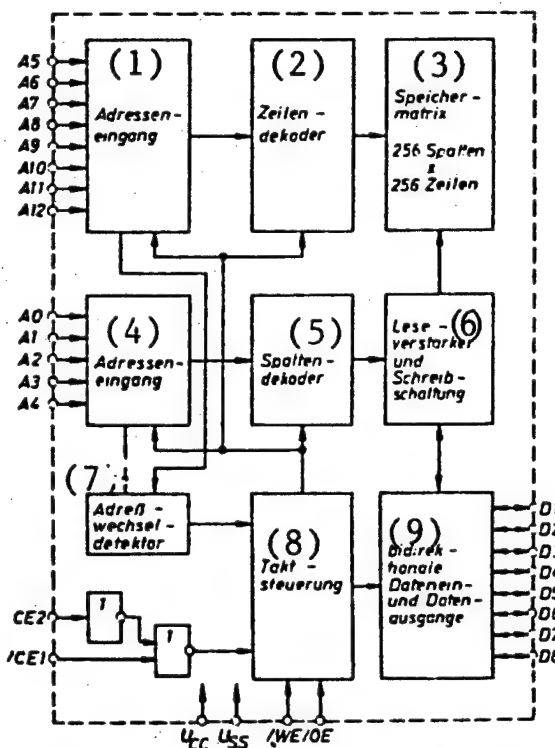 (1)
Adressen-
eingang
(2)
Zeilen-
dekoder
(3)
Speicher-
matrix
256 Spalten
x
256 Zeilen
A5
A6
A7
A8
A9
A10
A11
A12
(4)
Adressen-
eingang
(5)
Spalten-
dekoder
(6)
Lese-
verstärker
und
Schreib-
schaltung
A0
A1
A2
A3
A4
(7)
Adreß-
wechsel-
detektor
(8)
Takt-
steuerung
(9)
bidirek-
tionale
Datenein-
und Daten-
ausgänge
D1
D2
D3
D4
D5
D6
D7
D8
CE2
1
1
/CE1
UCC
USS
/WE
/OE